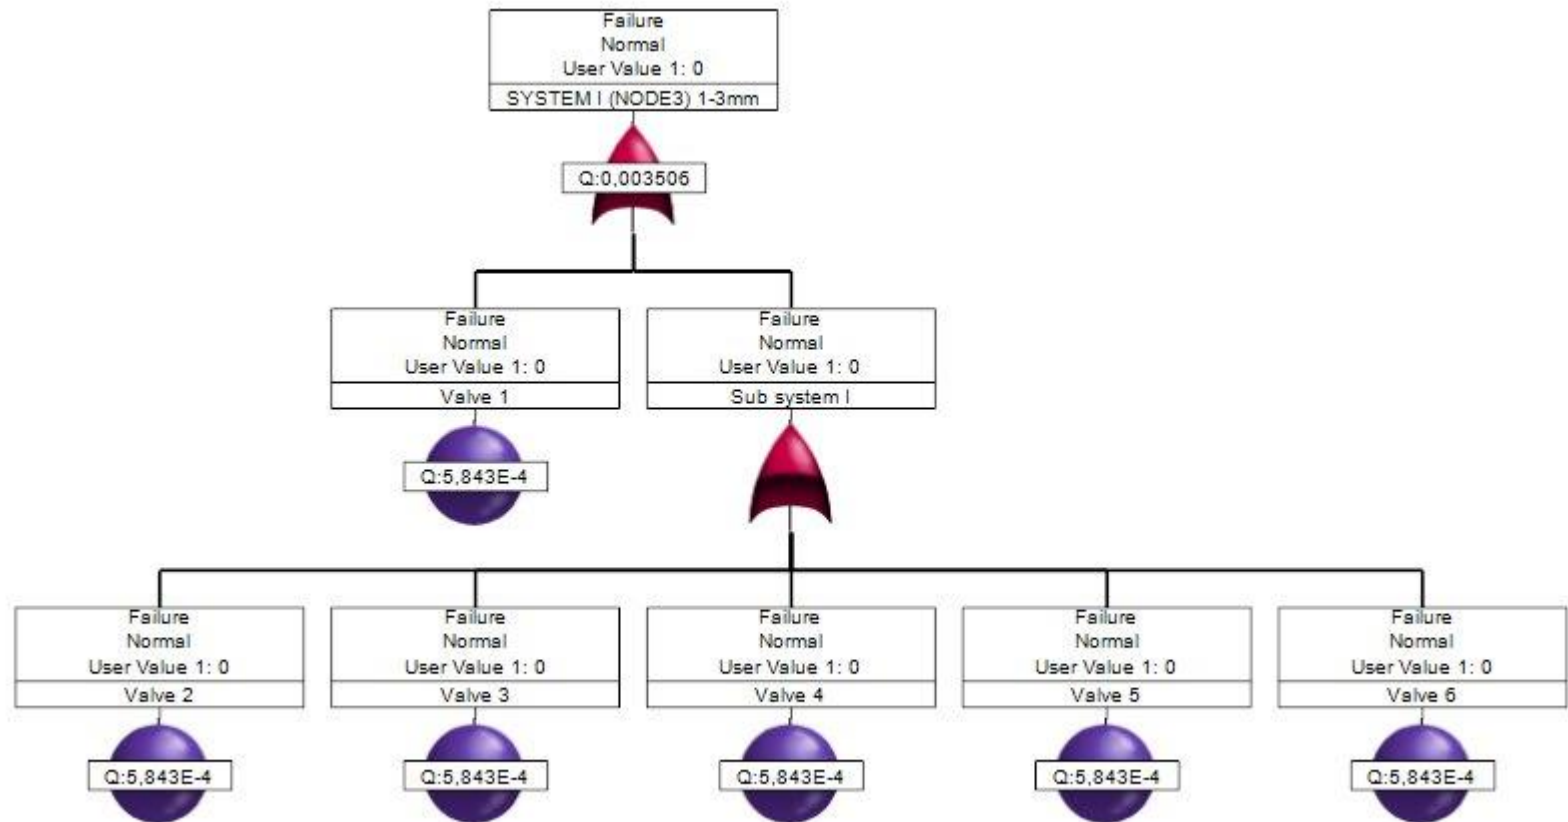 Failure
Normal
User Value 1: 0
SYSTEM I (NODE3) 1-3mm
Q:0,003506
Failure
Normal
User Value 1: 0
Valve 1
Q:5,843E-4
Failure
Normal
User Value 1: 0
Sub system I
Failure
Normal
User Value 1: 0
Valve 2
Q:5,843E-4
Failure
Normal
User Value 1: 0
Valve 3
Q:5,843E-4
Failure
Normal
User Value 1: 0
Valve 4
Q:5,843E-4
Failure
Normal
User Value 1: 0
Valve 5
Q:5,843E-4
Failure
Normal
User Value 1: 0
Valve 6
Q:5,843E-4